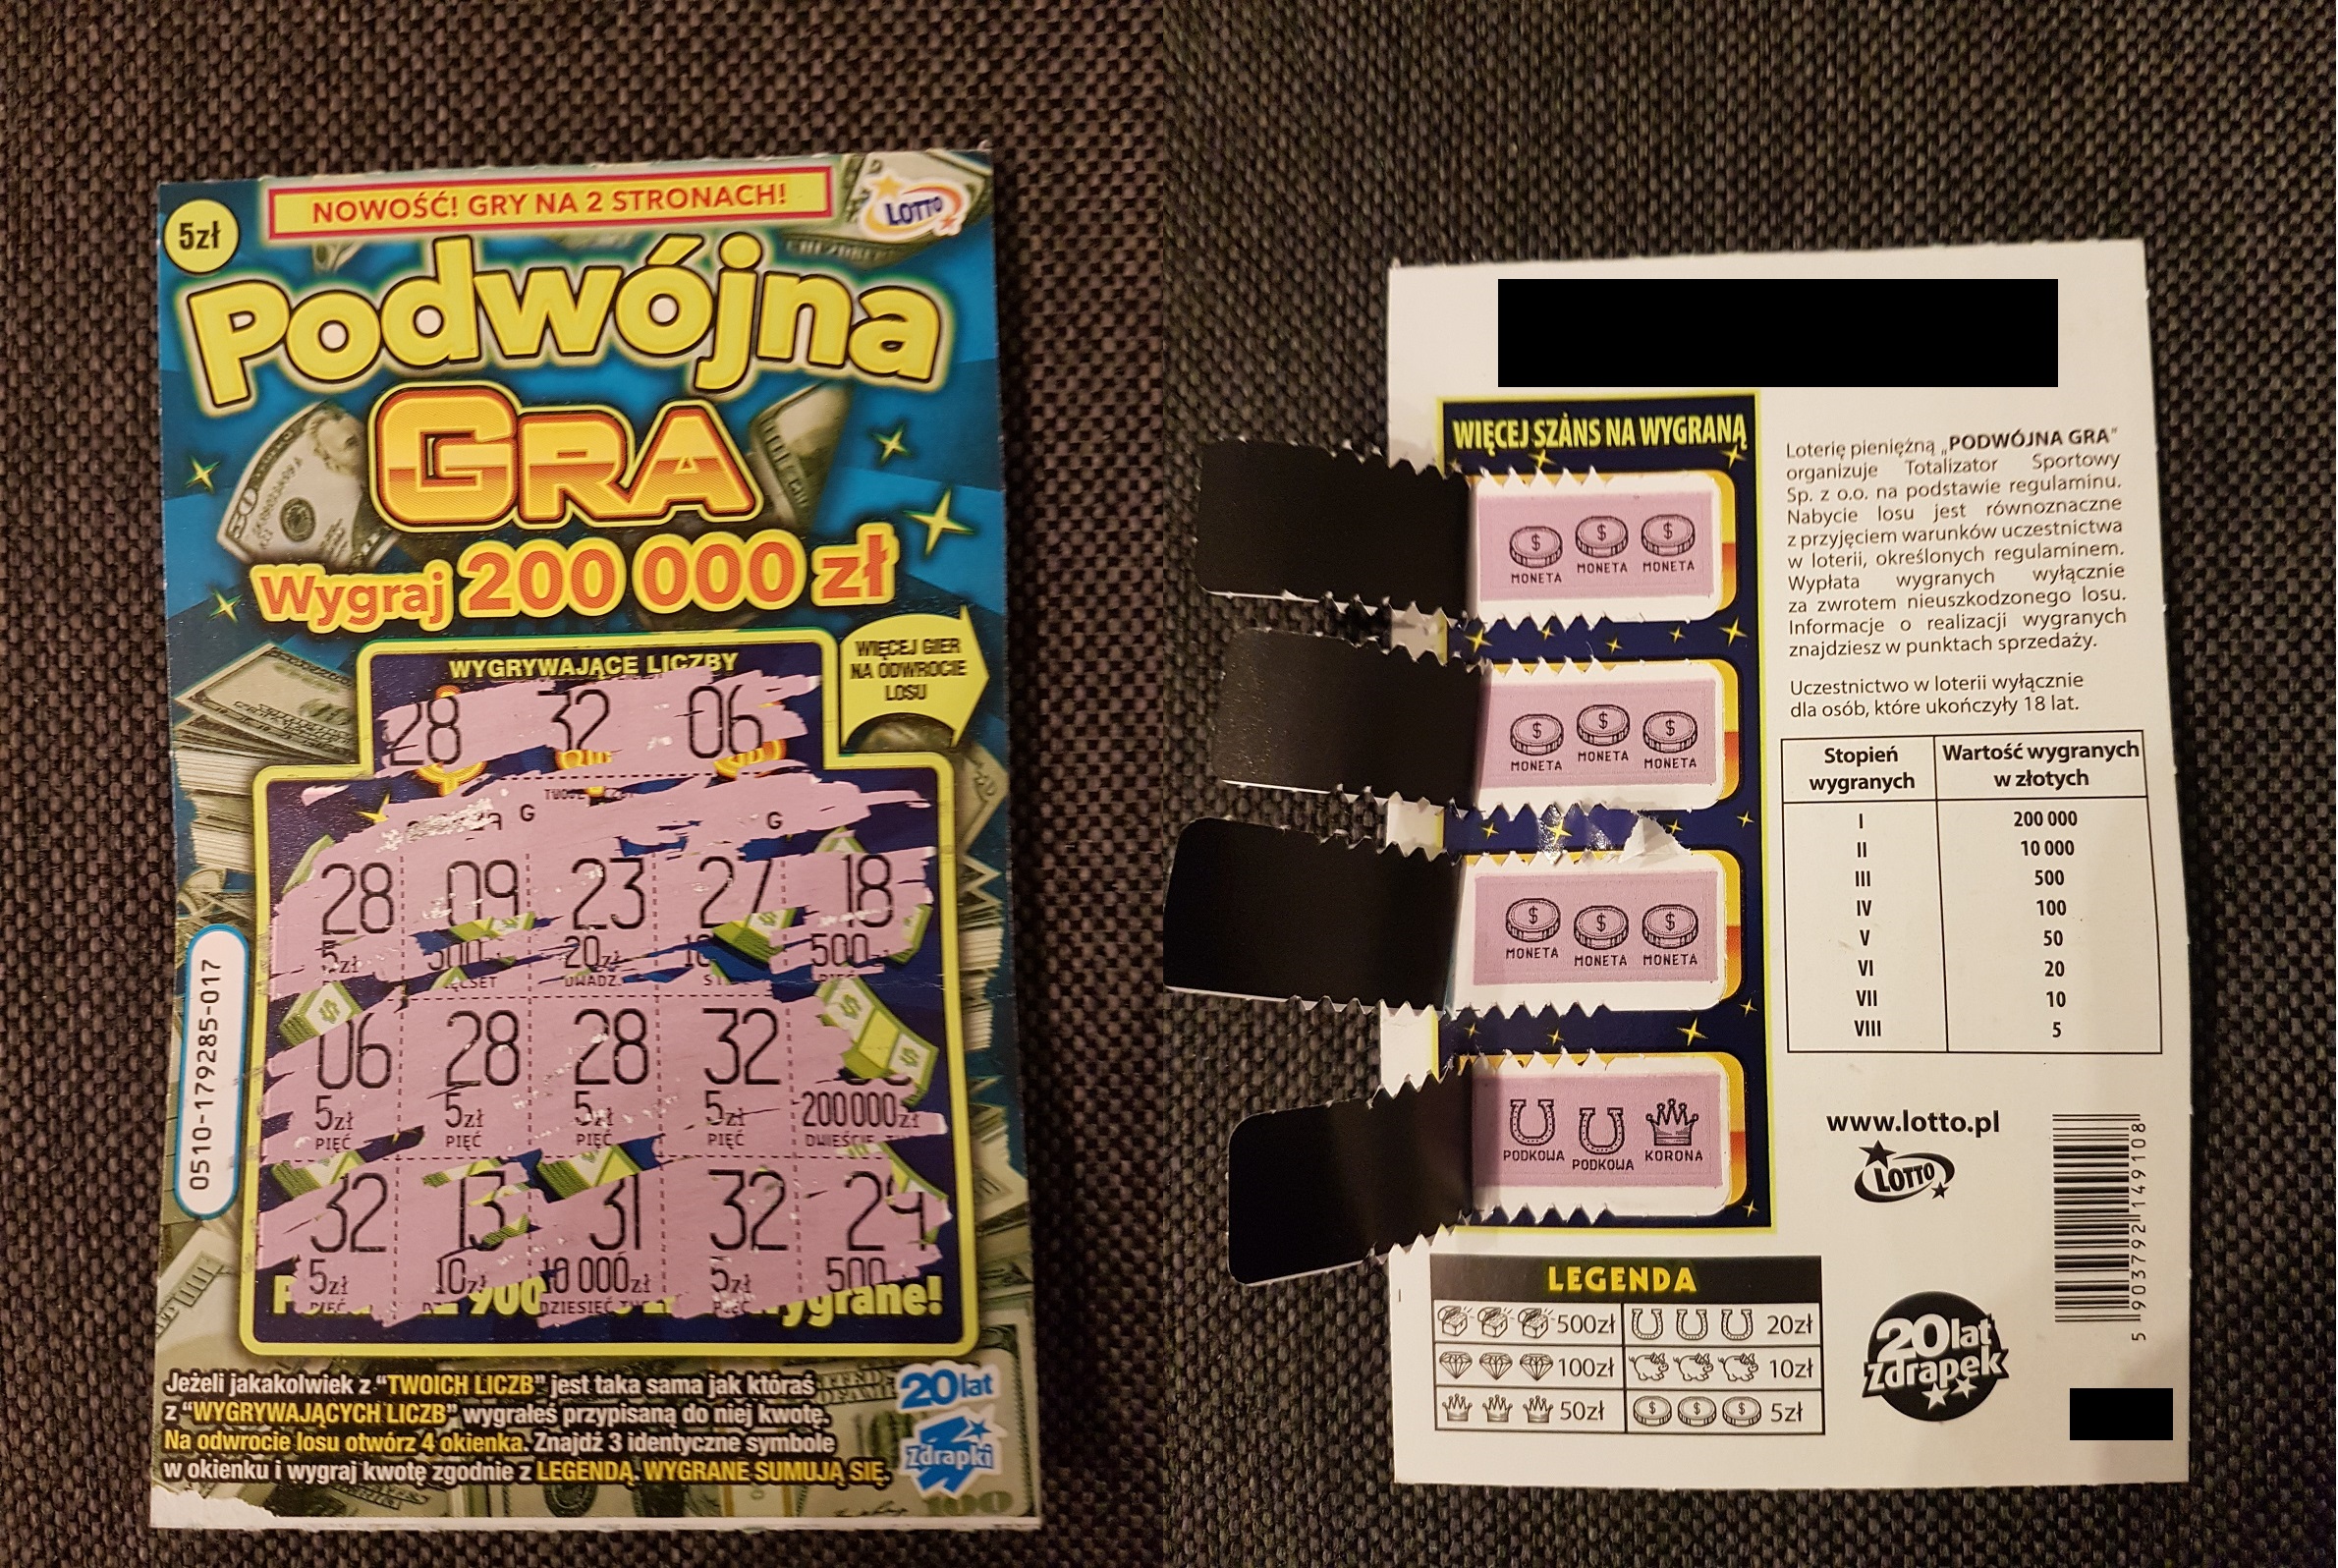 NOWOŚĆ! GRY NA 2 STRONACH!
LOTTO
5zł
Podwójna
GRA
Wygraj 200 000 zł
WIĘCEJ GIER
NA ODWROCIE
LOSU
WYGRYWAJĄCE LICZBY
28 32 06
G G
28 09 23 27 18
5zł 20zł 500
06 28 28 32
5zł 5zł 5zł 5zł 200000zł
PIĘĆ PIĘĆ PIĘĆ PIĘĆ DWIEŚCIE
32 13 31 32 29
5zł 10zł 10 000zł 5zł 500
900 wygrane!
0510-179285-017
Jeżeli jakakolwiek z "TWOICH LICZB" jest taka sama jak któraś
z "WYGRYWAJĄCYCH LICZB" wygrałeś przypisaną do niej kwotę.
Na odwrocie losu otwórz 4 okienka. Znajdź 3 identyczne symbole
w okienku i wygraj kwotę zgodnie z LEGENDĄ. WYGRANE SUMUJĄ SIĘ.
20 lat
Zdrapki
WIĘCEJ SZÀNS NA WYGRANĄ
MONETA MONETA MONETA
MONETA MONETA MONETA
MONETA MONETA MONETA
PODKOWA PODKOWA KORONA
LEGENDA
500zł 20zł
100zł 10zł
50zł 5zł
Loterię pieniężną „PODWÓJNA GRA"
organizuje Totalizator Sportowy
Sp. z o.o. na podstawie regulaminu.
Nabycie losu jest równoznaczne
z przyjęciem warunków uczestnictwa
w loterii, określonych regulaminem.
Wypłata wygranych wyłącznie
za zwrotem nieuszkodzonego losu.
Informacje o realizacji wygranych
znajdziesz w punktach sprzedaży.
Uczestnictwo w loterii wyłącznie
dla osób, które ukończyły 18 lat.
Stopień wygranych Wartość wygranych w złotych
I 200 000
II 10 000
III 500
IV 100
V 50
VI 20
VII 10
VIII 5
www.lotto.pl
LOTTO
20 lat
Zdrapek
5 903792 149108